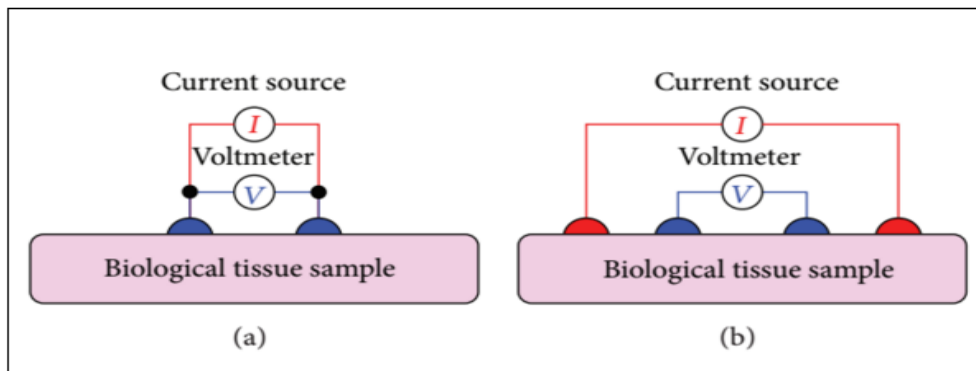 Current source
I
Voltmeter
V
Biological tissue sample
(a)
Current source
I
Voltmeter
V
Biological tissue sample
(b)